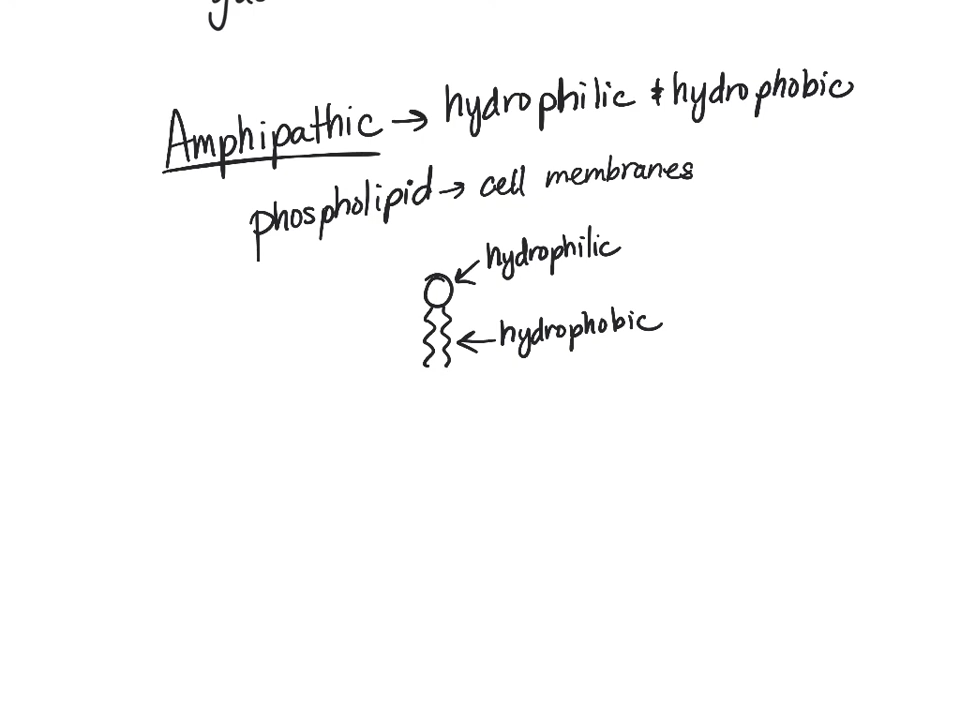 Amphipathic → hydrophilic & hydrophobic
phospholipid → cell membranes
hydrophilic
hydrophobic